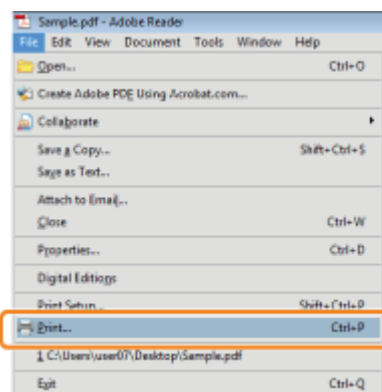 Sample.pdf - Adobe Reader
File Edit View Document Tools Window Help
Open... Ctrl+O
Create Adobe PDF Using Acrobat.com...
Collaborate
Save a Copy... Shift+Ctrl+S
Save as Text...
Attach to Email...
Close Ctrl+W
Properties... Ctrl+D
Digital Editions
Print Setup... Shift+Ctrl+P
Print... Ctrl+P
1 C:\Users\user07\Desktop\Sample.pdf
Exit Ctrl+Q